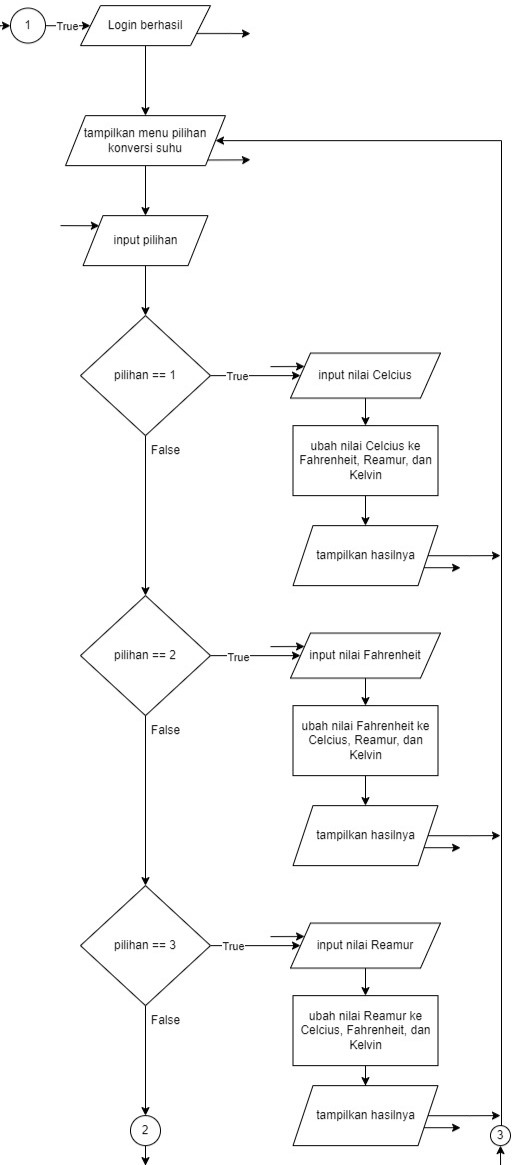 1
True
Login berhasil
tampilkan menu pilihan
konversi suhu
input pilihan
pilihan == 1
True
input nilai Celcius
ubah nilai Celcius ke
Fahrenheit, Reamur, dan
Kelvin
tampilkan hasilnya
False
pilihan == 2
True
input nilai Fahrenheit
ubah nilai Fahrenheit ke
Celcius, Reamur, dan
Kelvin
tampilkan hasilnya
False
pilihan == 3
True
input nilai Reamur
ubah nilai Reamur ke
Celcius, Fahrenheit, dan
Kelvin
tampilkan hasilnya
False
2
3